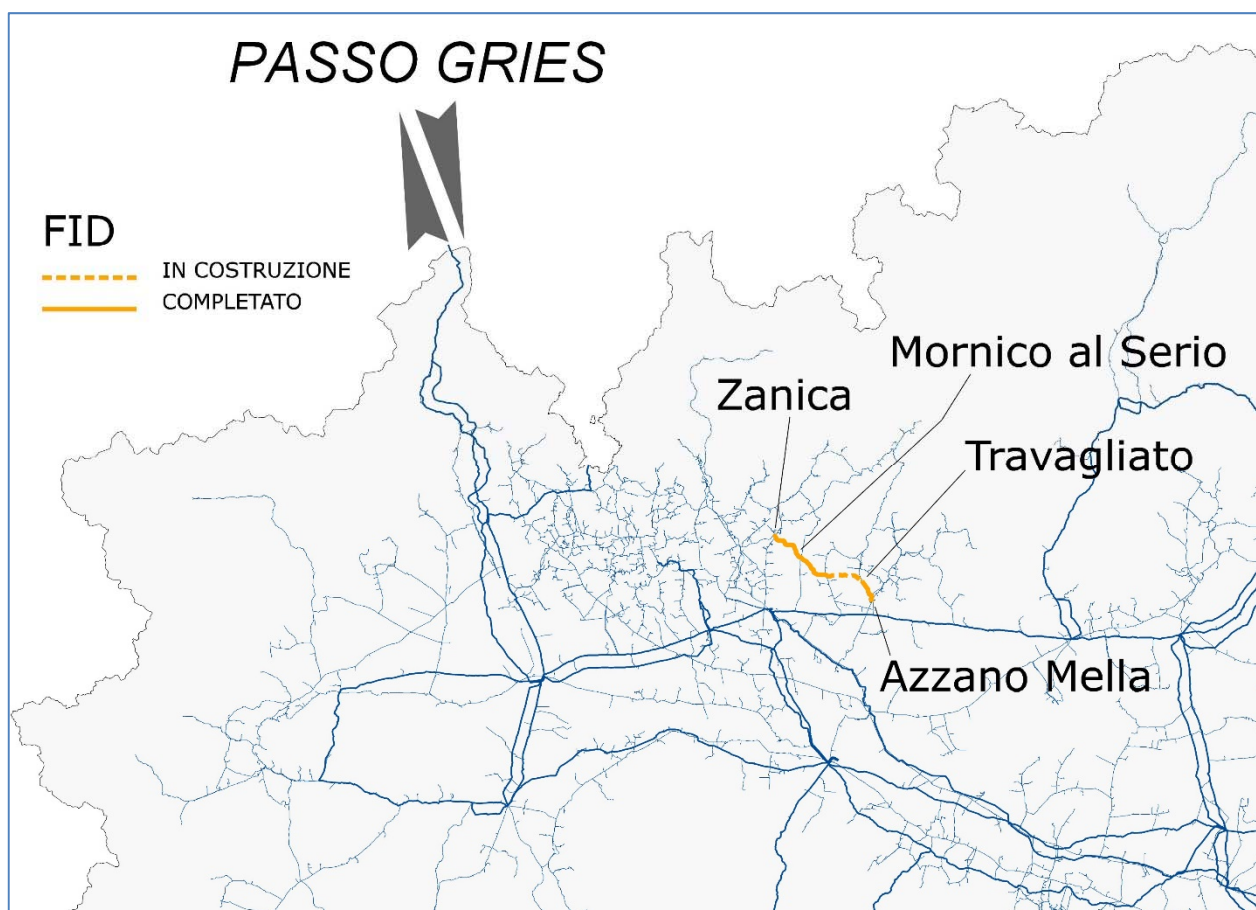 PASSO GRIES
FID
IN COSTRUZIONE
COMPLETATO
Mornico al Serio
Zanica
Travagliato
Azzano Mella